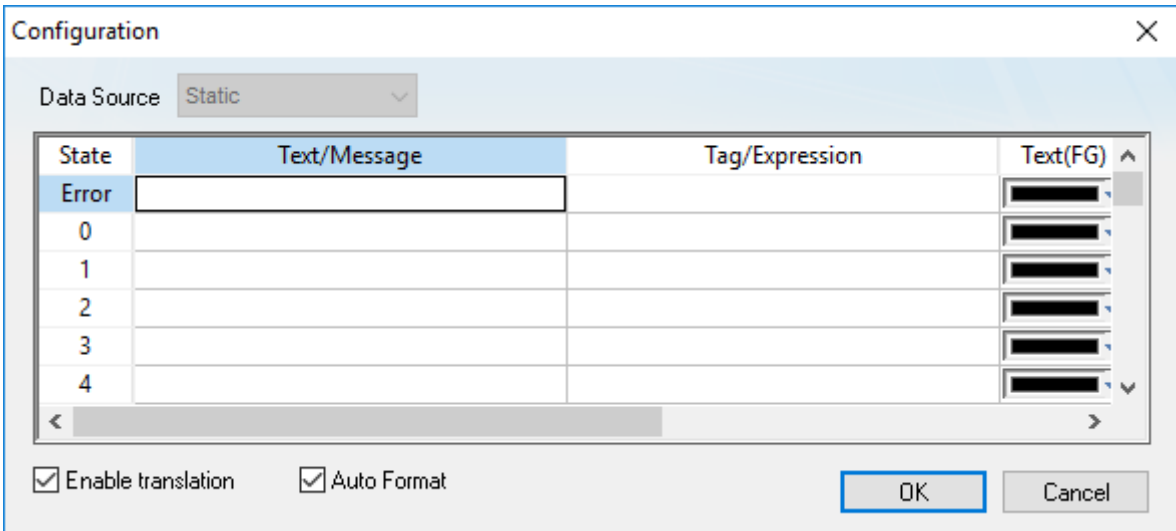 Configuration
Data Source Static
State Text/Message Tag/Expression Text(FG)
Error
0
1
2
3
4
Enable translation Auto Format OK Cancel